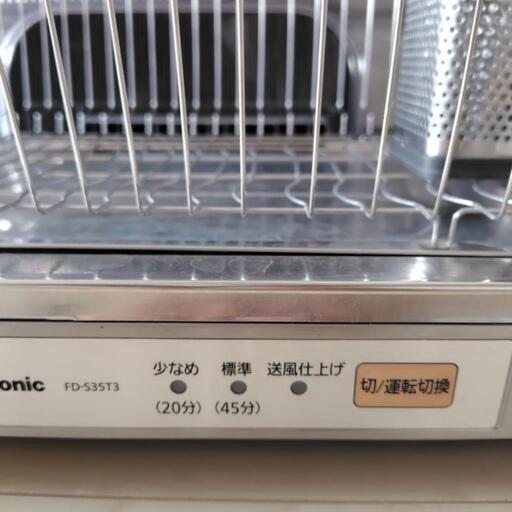 onic FD-S35T3
少なめ 標準 送風仕上げ
(20分) (45分)
切/運転切換